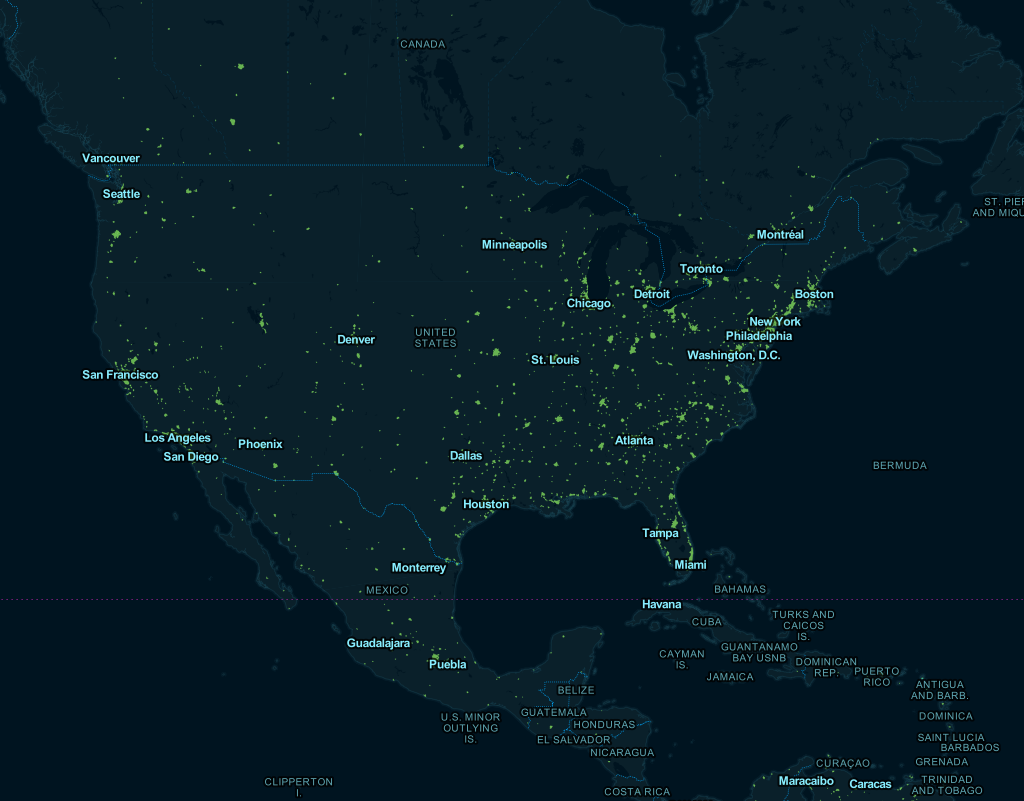 CANADA
Vancouver
Seattle
ST. PIER
AND MIQU
Montréal
Minneapolis
Toronto
Detroit
Boston
Chicago
New York
Philadelphia
Denver
UNITED
STATES
St. Louis
Washington, D.C.
San Francisco
Los Angeles
Phoenix
Atlanta
San Diego
Dallas
BERMUDA
Houston
Tampa
Monterrey
Miami
MEXICO
BAHAMAS
Havana
CUBA
TURKS AND
CAICOS
IS.
Guadalajara
GUANTANAMO
BAY USNB
CAYMAN
IS.
Puebla
DOMINICAN
REP.
PUERTO
RICO
JAMAICA
ANTIGUA
AND BARB.
BELIZE
U.S. MINOR
OUTLYING
IS.
GUATEMALA
HONDURAS
DOMINICA
EL SALVADOR
NICARAGUA
SAINT LUCIA
BARBADOS
CURAÇAO
GRENADA
CLIPPERTON
I.
Maracaibo
Caracas
TRINIDAD
AND TOBAGO
COSTA RICA